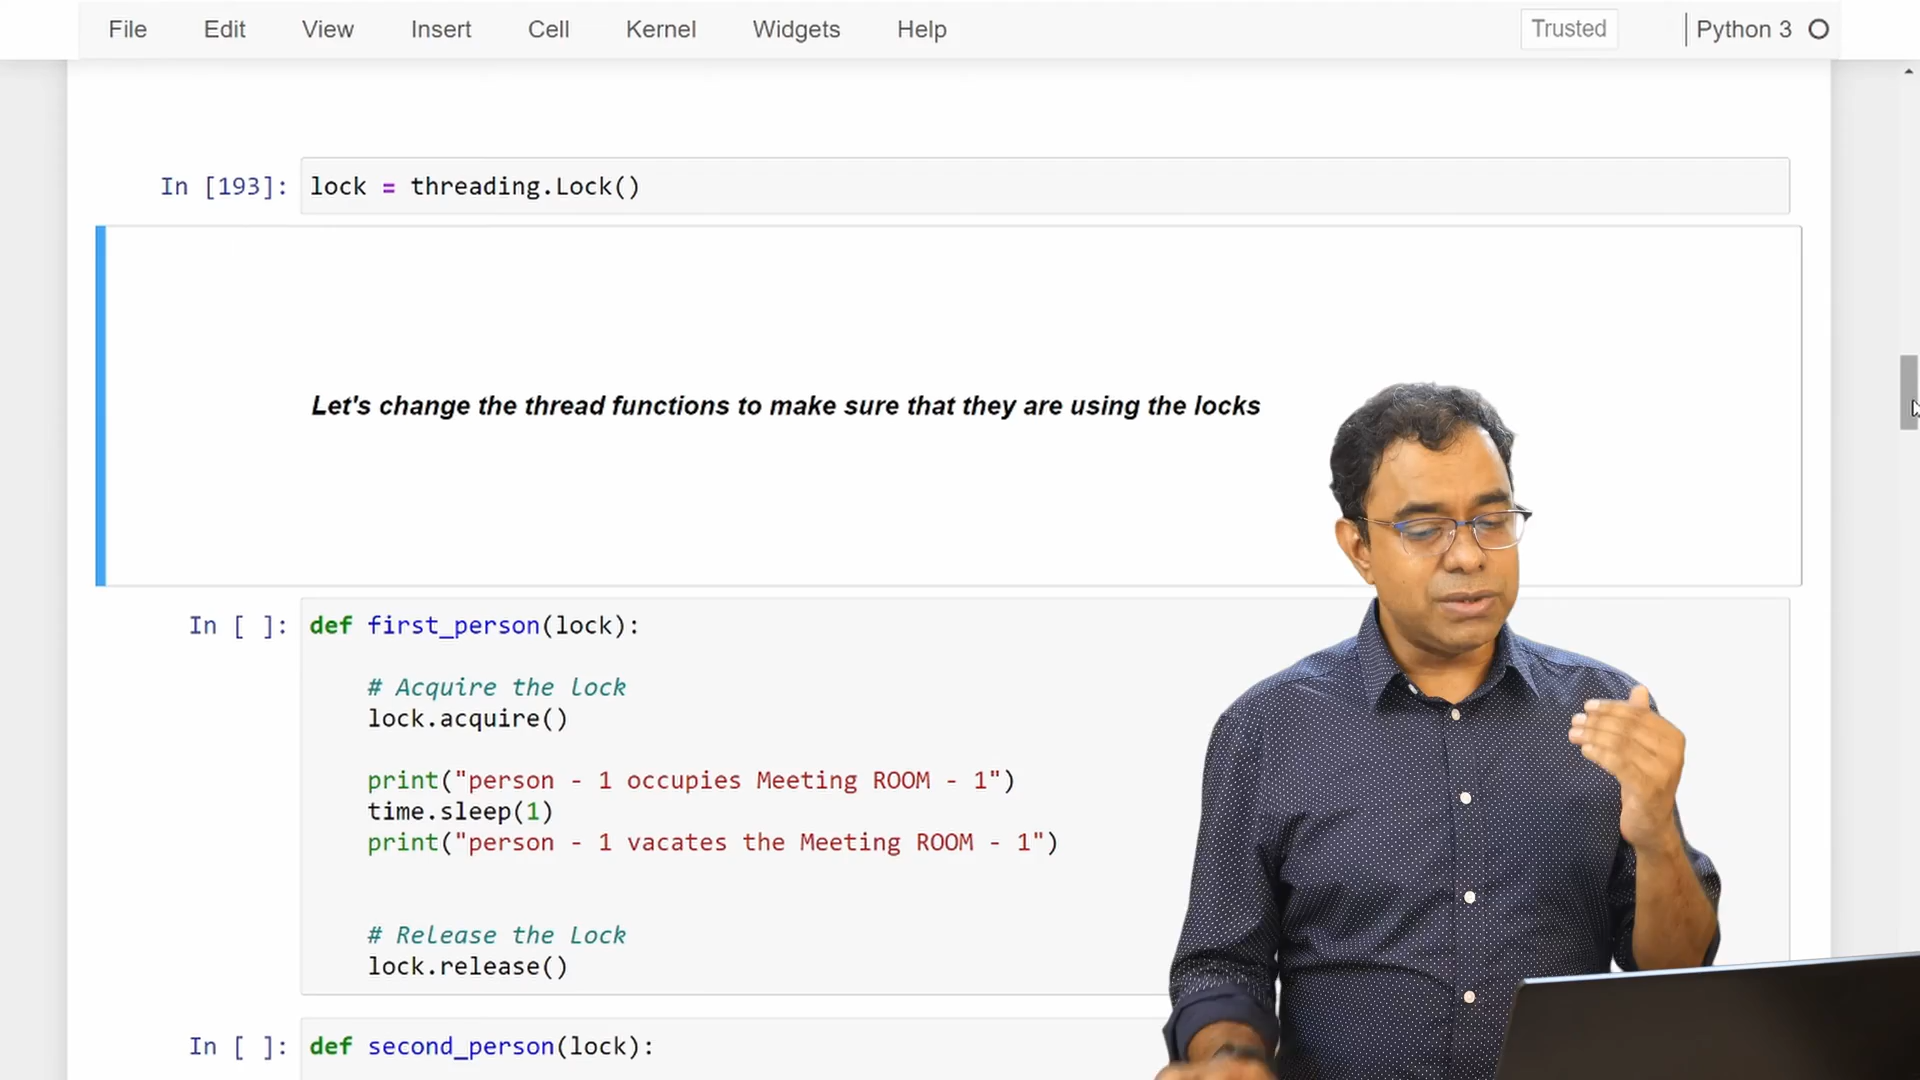 File Edit View Insert Cell Kernel Widgets Help Trusted Python 3
In [193]: lock = threading.Lock()
Let's change the thread functions to make sure that they are using the locks
In [ ]: def first_person(lock):
# Acquire the lock
lock.acquire()
print("person - 1 occupies Meeting ROOM - 1")
time.sleep(1)
print("person - 1 vacates the Meeting ROOM - 1")
# Release the Lock
lock.release()
In [ ]: def second_person(lock):